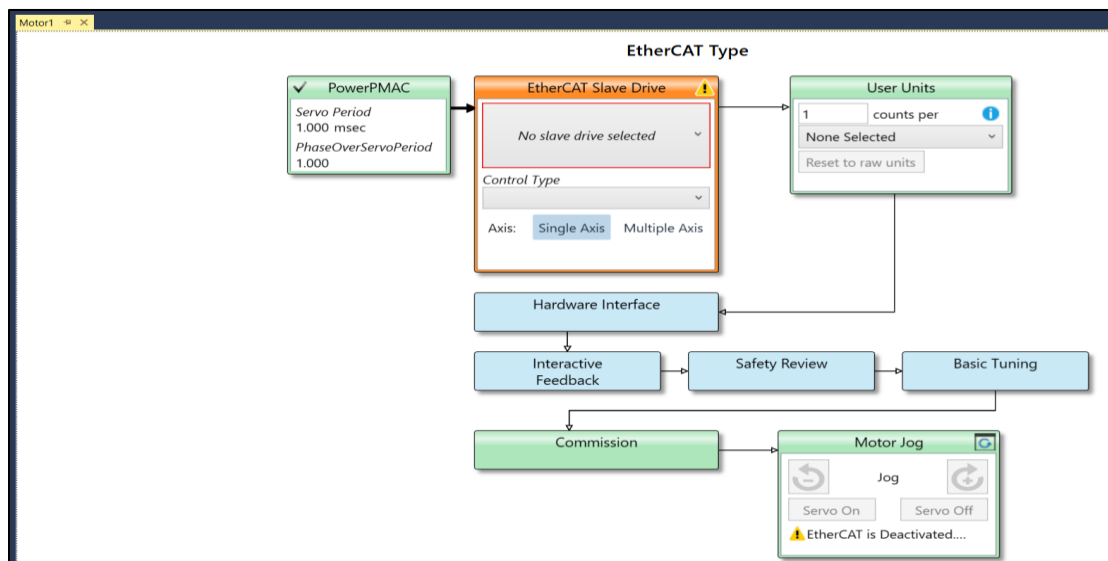 Motor1
EtherCAT Type
PowerPMAC
Servo Period
1.000 msec
PhaseOverServoPeriod
1.000
EtherCAT Slave Drive
No slave drive selected
Control Type
Axis: Single Axis Multiple Axis
User Units
1 counts per
None Selected
Reset to raw units
Hardware Interface
Interactive
Feedback
Safety Review
Basic Tuning
Commission
Motor Jog
Jog
Servo On Servo Off
EtherCAT is Deactivated....